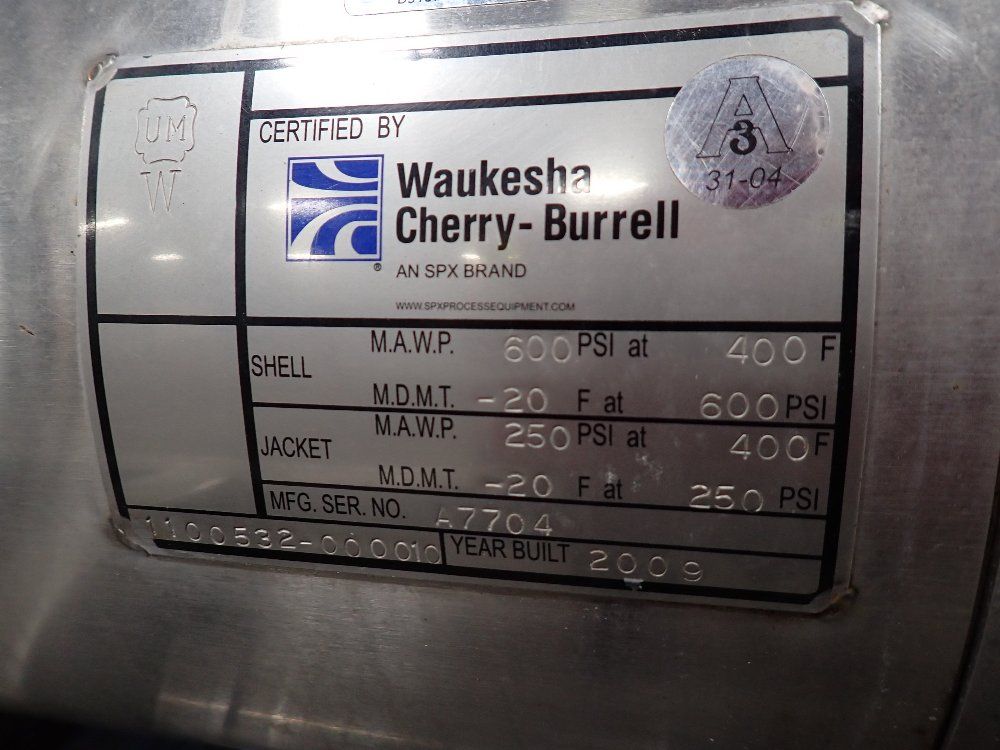 UM
W
CERTIFIED BY
Waukesha
Cherry-Burrell
®
AN SPX BRAND
WWW.SPXPROCESSEQUIPMENT.COM
A
3
31-04
SHELL
M.A.W.P. 600 PSI at 400 F
M.D.M.T. -20 F at 600 PSI
JACKET
M.A.W.P. 250 PSI at 400 F
M.D.M.T. -20 F at 250 PSI
MFG. SER. NO. A7704
1100532-000010 YEAR BUILT 2009